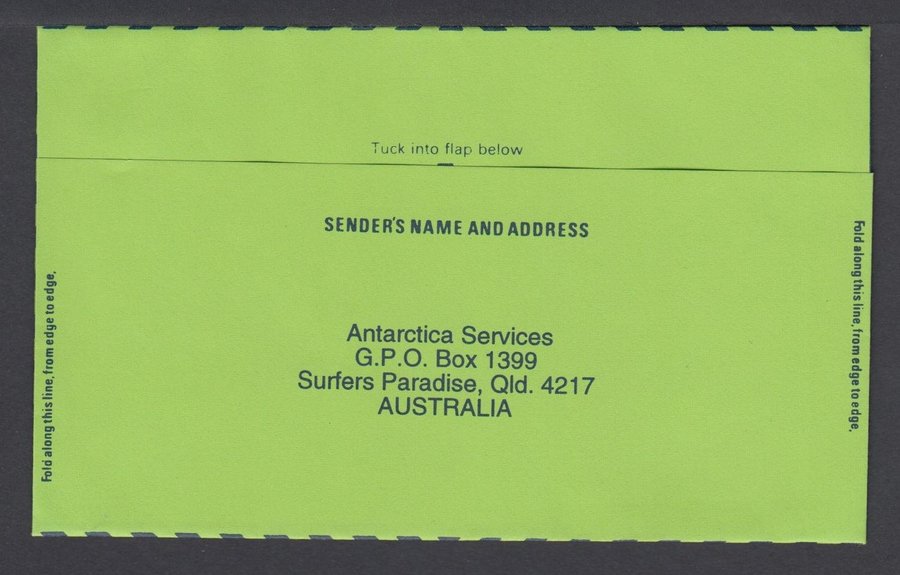 Tuck into flap below
SENDER'S NAME AND ADDRESS
Fold along this line, from edge to edge.
Fold along this line, from edge to edge.
Antarctica Services
G.P.O. Box 1399
Surfers Paradise, Qld. 4217
AUSTRALIA